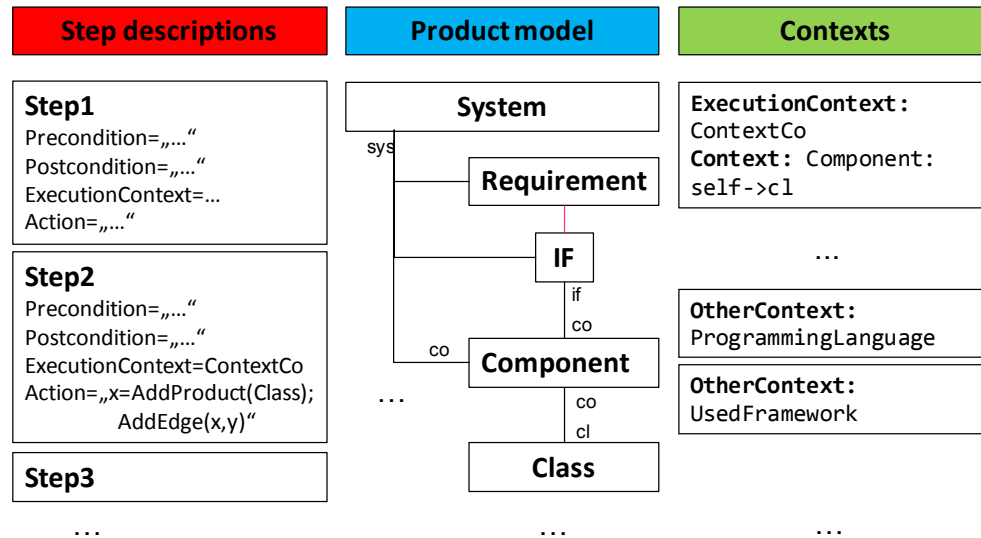 Step descriptions
Step1
Precondition=„…“
Postcondition=„…“
ExecutionContext=…
Action=„…“
Step2
Precondition=„…“
Postcondition=„…“
ExecutionContext=ContextCo
Action=„x=AddProduct(Class);
AddEdge(x,y)“
Step3
…
Product model
System
sys
Requirement
IF
if
co
co
Component
…
co
cl
Class
…
Contexts
ExecutionContext:
ContextCo
Context: Component:
self->cl
…
OtherContext:
ProgrammingLanguage
OtherContext:
UsedFramework
…